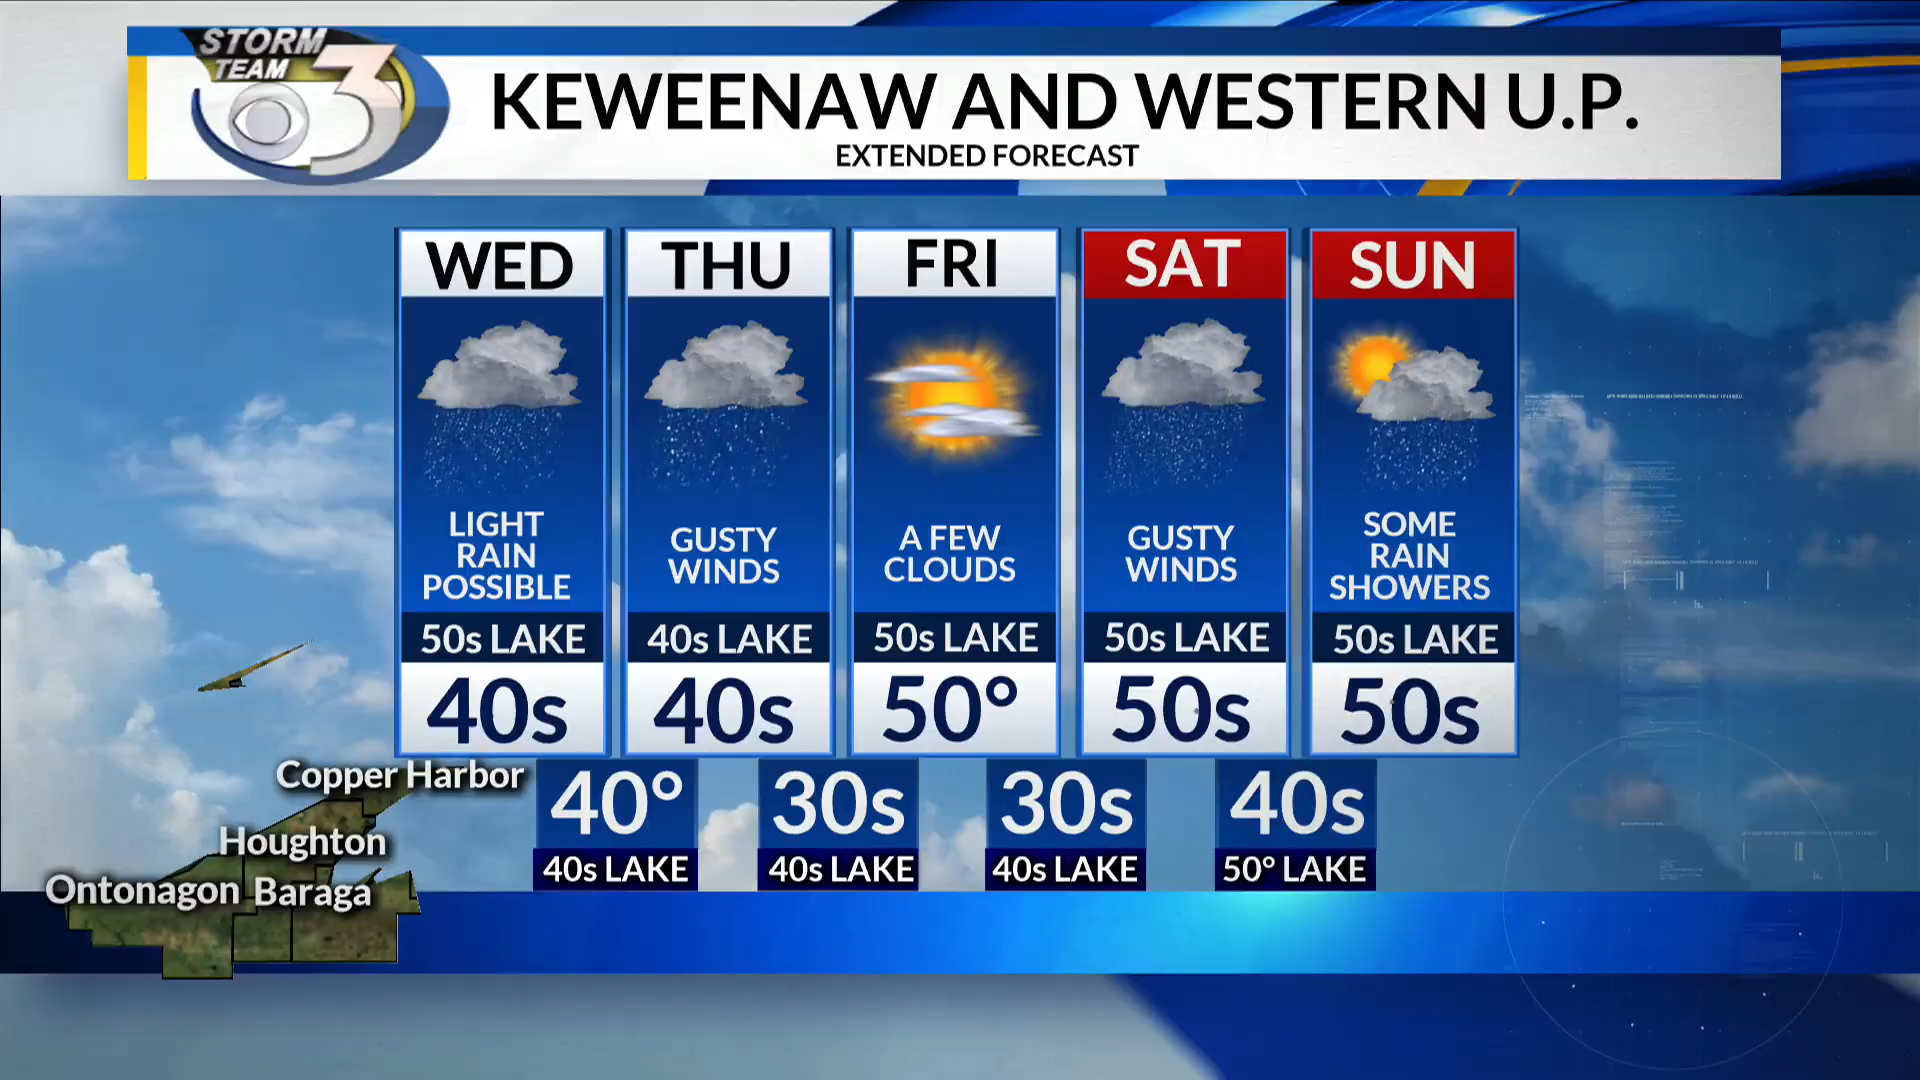 STORM
TEAM
3
KEWEENAW AND WESTERN U.P.
EXTENDED FORECAST
WED
THU
FRI
SAT
SUN
LIGHT
RAIN
POSSIBLE
GUSTY
WINDS
A FEW
CLOUDS
GUSTY
WINDS
SOME
RAIN
SHOWERS
50s LAKE
40s LAKE
50s LAKE
50s LAKE
50s LAKE
40s
40s
50°
50s
50s
40°
30s
30s
40s
40s LAKE
40s LAKE
40s LAKE
50° LAKE
Copper Harbor
Houghton
Ontonagon
Baraga